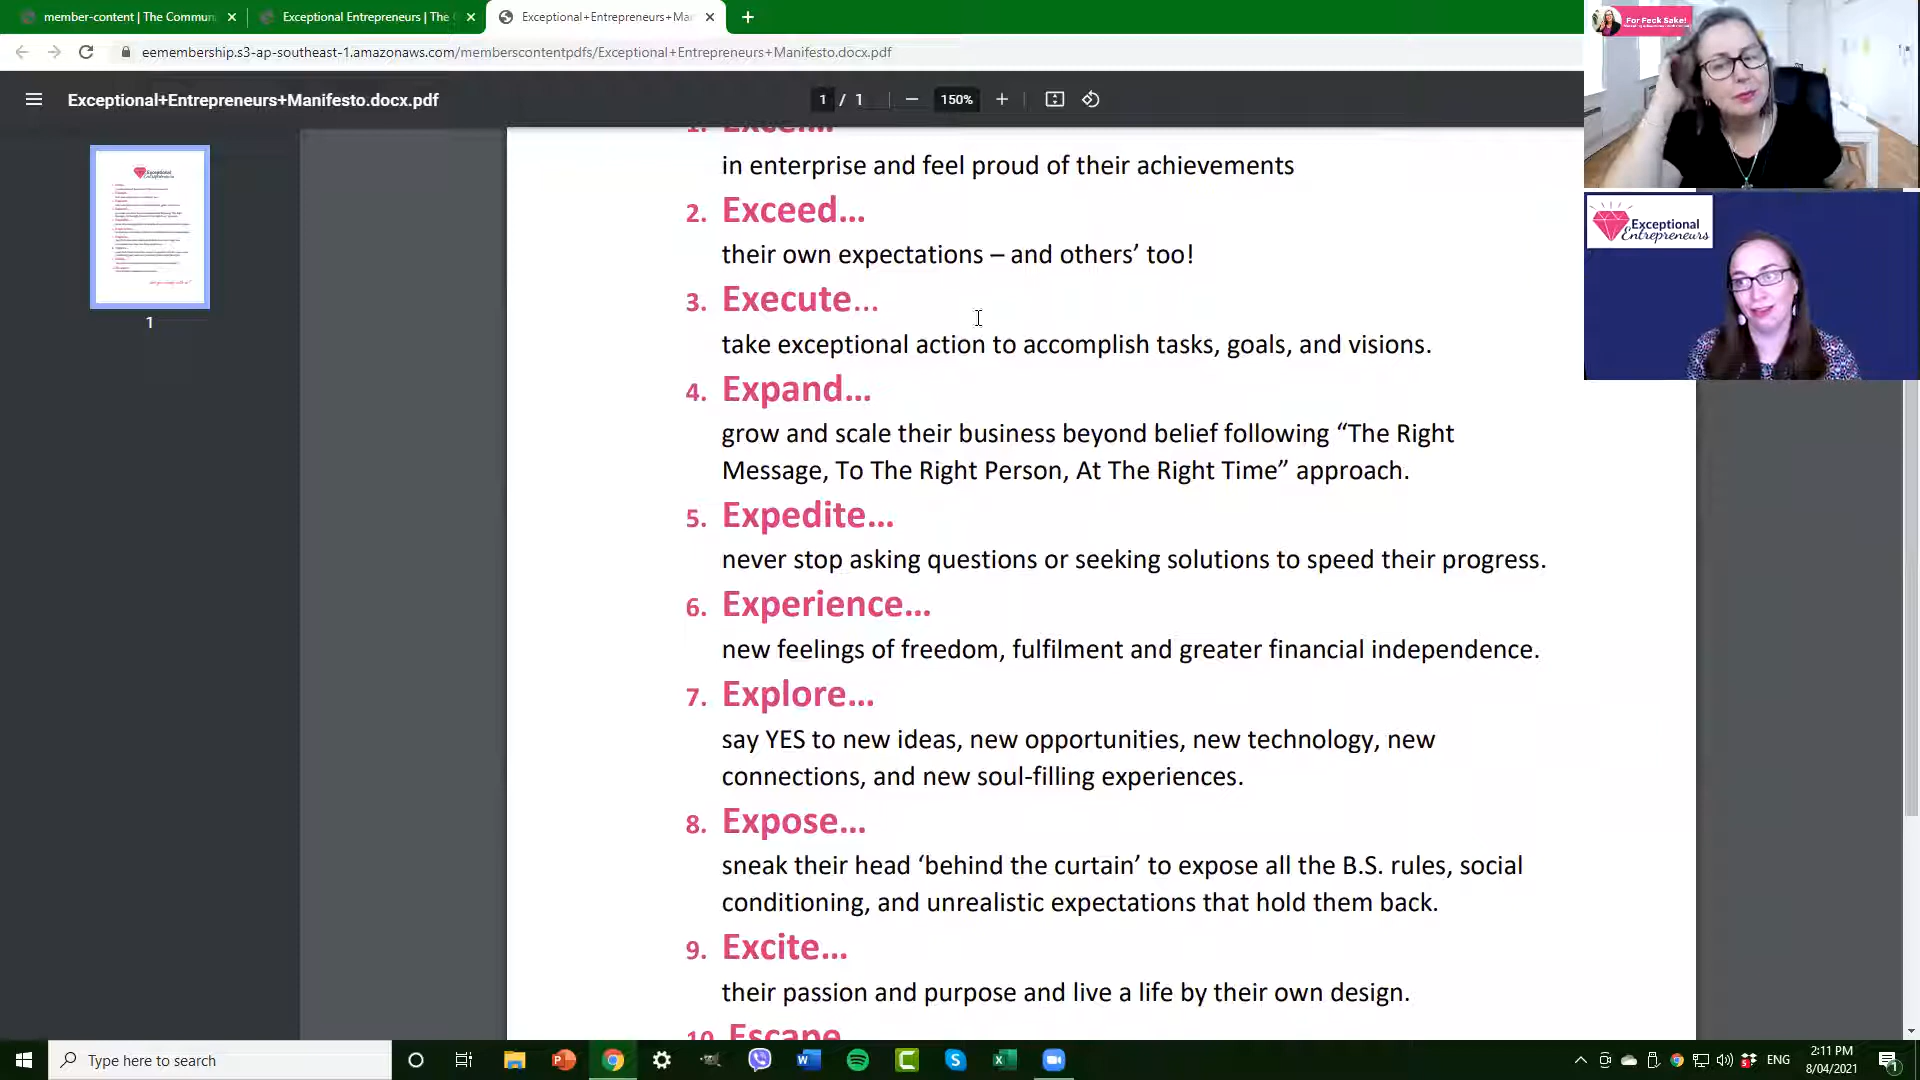 member-content | The Commun
Exceptional Entrepreneurs | The
Exceptional+Entrepreneurs+Ma
eemembership.s3-ap-southeast-1.amazonaws.com/memberscontentpdfs/Exceptional+Entrepreneurs+Manifesto.docx.pdf
Exceptional+Entrepreneurs+Manifesto.docx.pdf
1 / 1
150%
For Feck Sake!
Exceptional
Entrepreneurs
1
1. Excel...
in enterprise and feel proud of their achievements
2. Exceed...
their own expectations – and others’ too!
3. Execute...
take exceptional action to accomplish tasks, goals, and visions.
4. Expand...
grow and scale their business beyond belief following “The Right
Message, To The Right Person, At The Right Time” approach.
5. Expedite...
never stop asking questions or seeking solutions to speed their progress.
6. Experience...
new feelings of freedom, fulfilment and greater financial independence.
7. Explore...
say YES to new ideas, new opportunities, new technology, new
connections, and new soul-filling experiences.
8. Expose...
sneak their head ‘behind the curtain’ to expose all the B.S. rules, social
conditioning, and unrealistic expectations that hold them back.
9. Excite...
their passion and purpose and live a life by their own design.
10. Escape
Type here to search
ENG
2:11 PM
8/04/2021
1